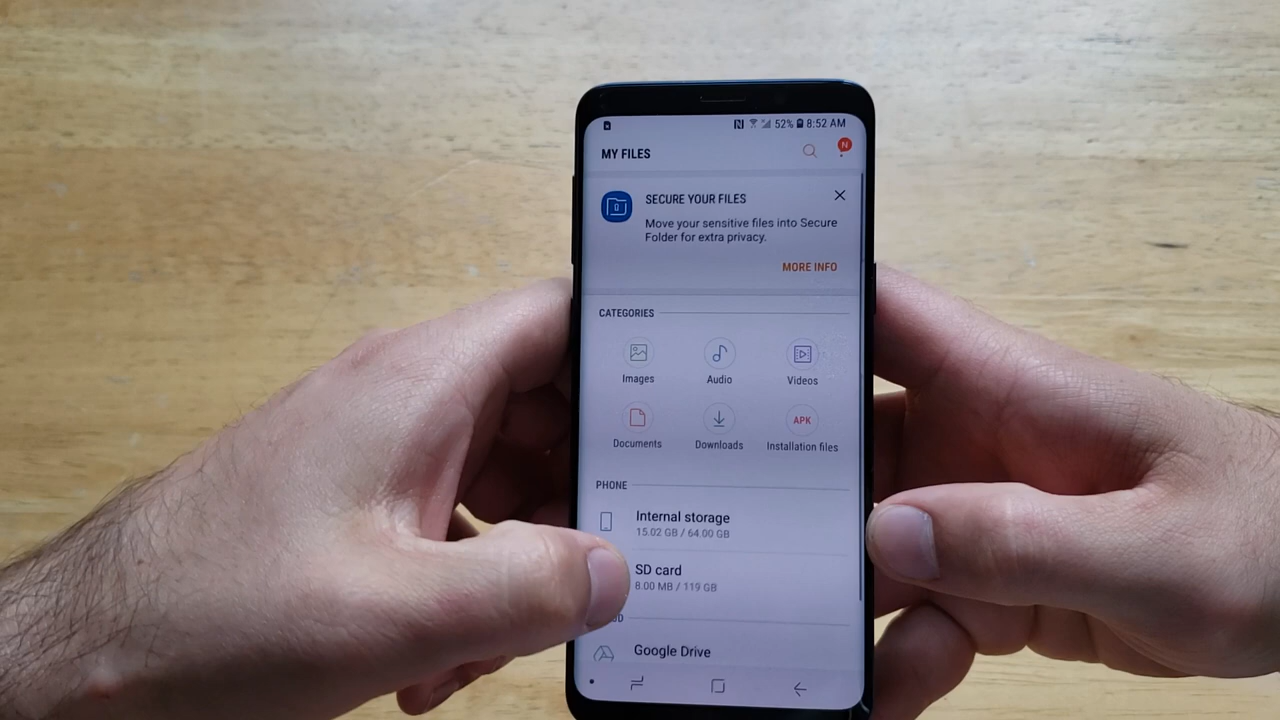 52% 8:52 AM
MY FILES
N
SECURE YOUR FILES
Move your sensitive files into Secure
Folder for extra privacy.
MORE INFO
CATEGORIES
Images Audio Videos
APK
Documents Downloads Installation files
PHONE
Internal storage
15.02 GB / 64.00 GB
SD card
8.00 MB / 119 GB
Google Drive